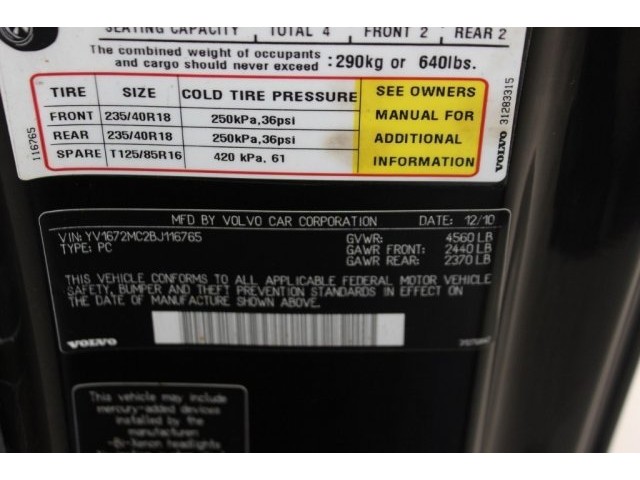 SEATING CAPACITY TOTAL 4 FRONT 2 REAR 2
The combined weight of occupants
and cargo should never exceed :290kg or 640lbs.
TIRE SIZE COLD TIRE PRESSURE SEE OWNERS
MANUAL FOR
ADDITIONAL
INFORMATION
FRONT 235/40R18 250kPa,36psi
REAR 235/40R18 250kPa,36psi
SPARE T125/85R16 420 kPa, 61
116765
VOLVO 31283315
MFD BY VOLVO CAR CORPORATION DATE: 12/10
VIN: YV1672MC2BJ116765 GVWR: 4560 LB
TYPE: PC GAWR FRONT: 2440 LB
GAWR REAR: 2370 LB
THIS VEHICLE CONFORMS TO ALL APPLICABLE FEDERAL MOTOR VEHICLE
SAFETY, BUMPER AND THEFT PREVENTION STANDARDS IN EFFECT ON
THE DATE OF MANUFACTURE SHOWN ABOVE.
VOLVO
This vehicle may include
mercury-added devices
installed by the
manufacturer:
-Bi-Xenon headlights